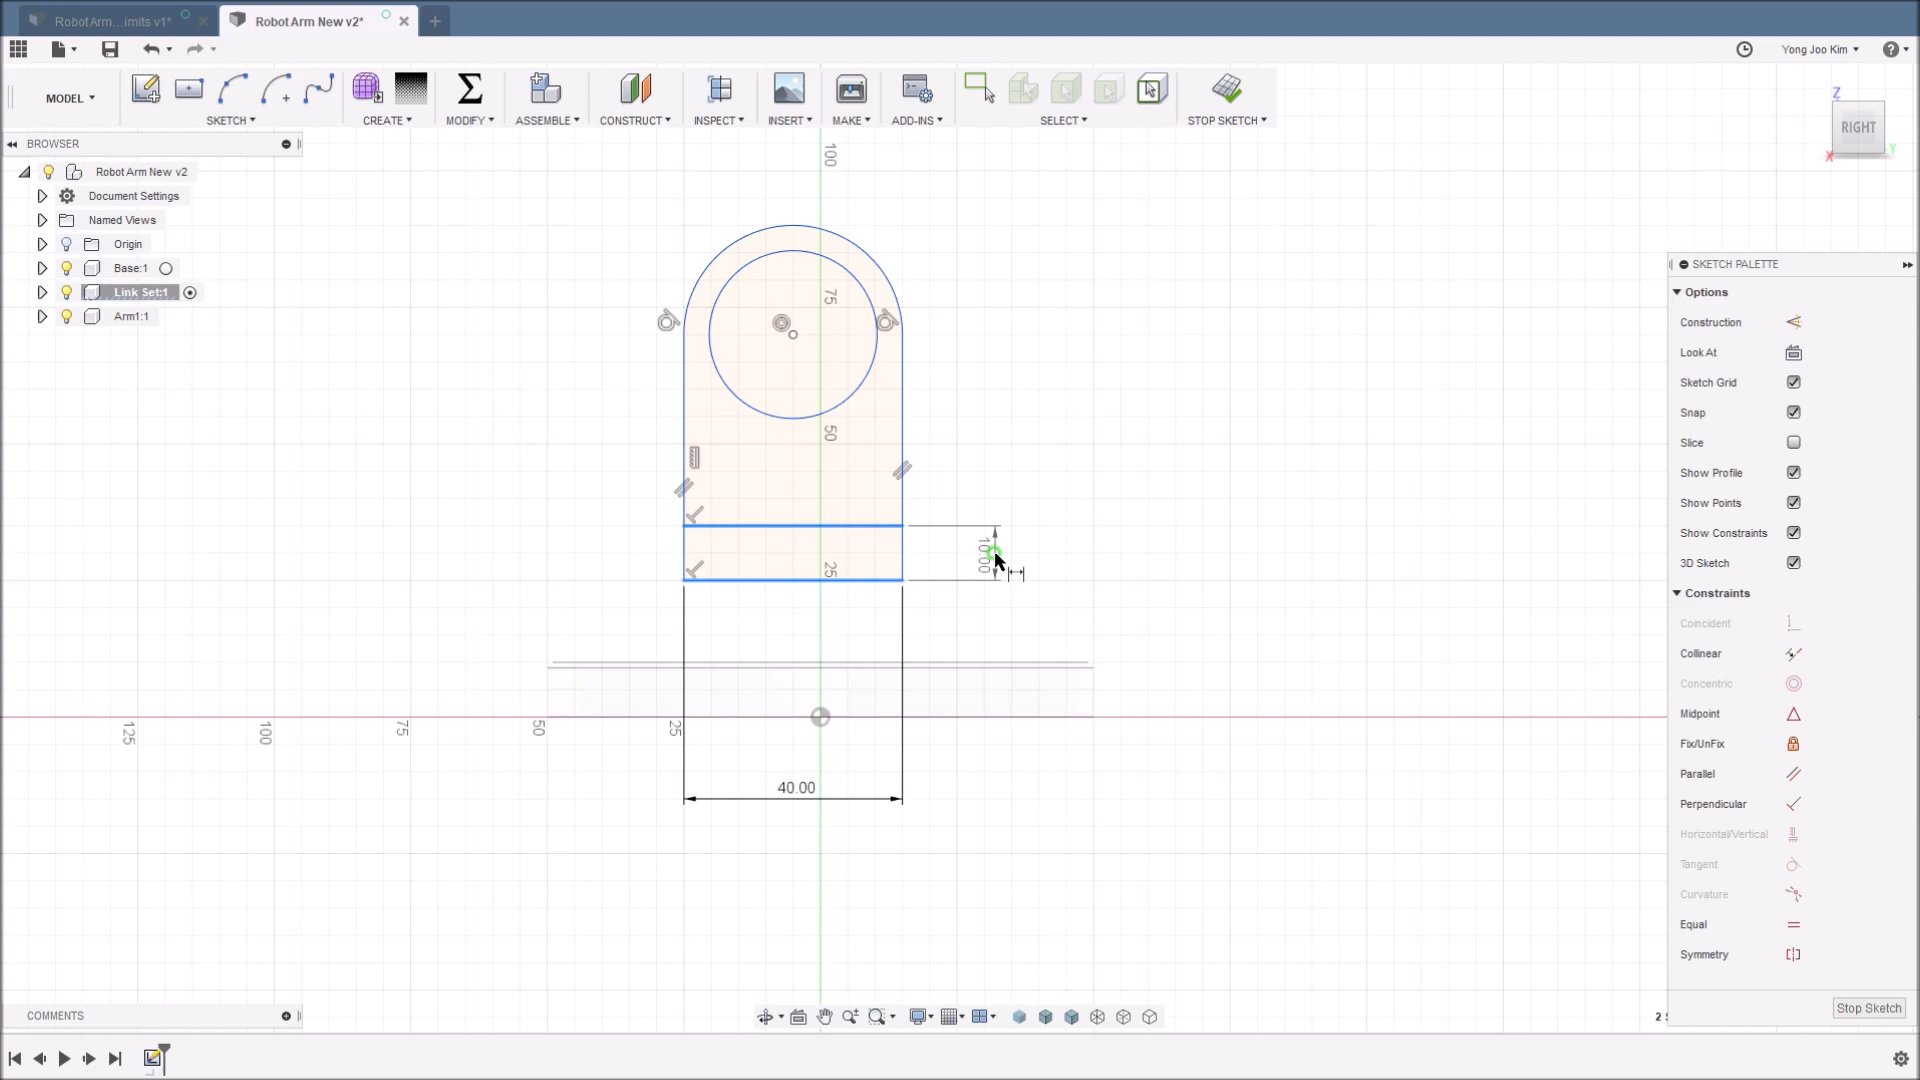 RobotArm...imits v1*
Robot Arm New v2*
Yong Joo Kim
MODEL
SKETCH
CREATE
MODIFY
ASSEMBLE
CONSTRUCT
INSPECT
INSERT
MAKE
ADD-INS
SELECT
STOP SKETCH
Z
RIGHT
X
Y
BROWSER
Robot Arm New v2
Document Settings
Named Views
Origin
Base:1
Link Set:1
Arm1:1
100
75
50
25
10.00
125
100
75
50
25
40.00
SKETCH PALETTE
Options
Construction
Look At
Sketch Grid
Snap
Slice
Show Profile
Show Points
Show Constraints
3D Sketch
Constraints
Coincident
Collinear
Concentric
Midpoint
Fix/UnFix
Parallel
Perpendicular
Horizontal/Vertical
Tangent
Curvature
Equal
Symmetry
Stop Sketch
COMMENTS
2